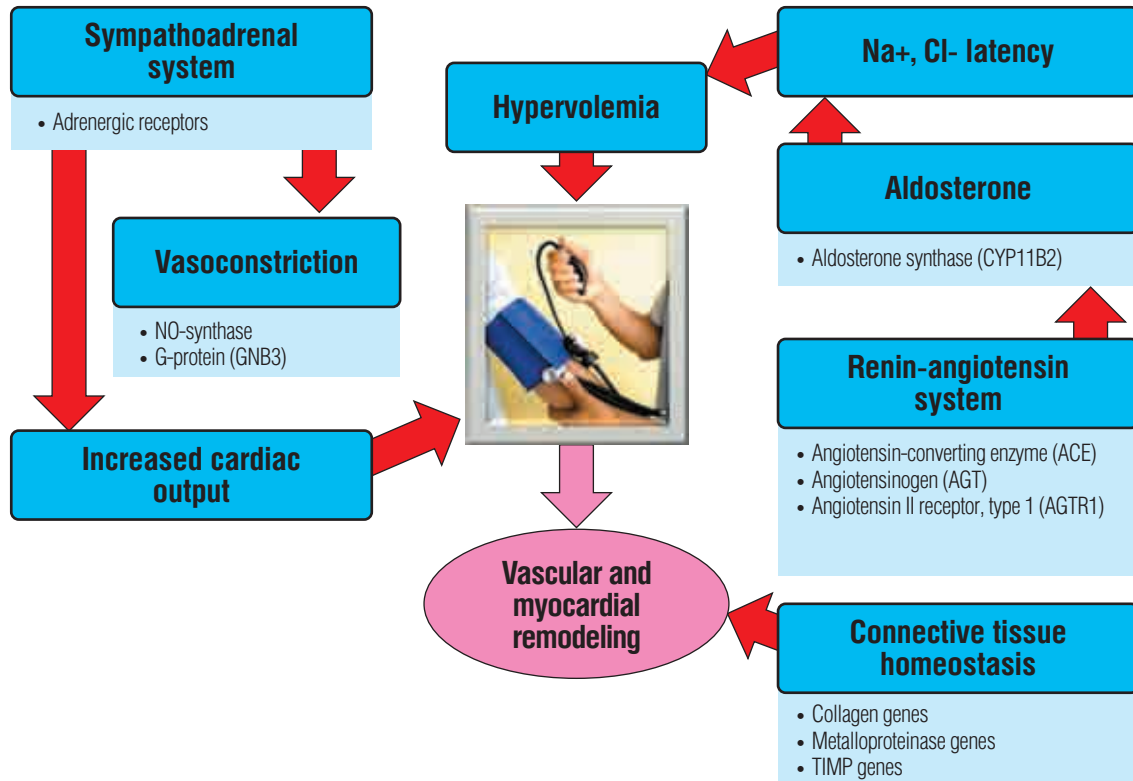 Sympathoadrenal
system
• Adrenergic receptors
Vasoconstriction
• NO-synthase
• G-protein (GNB3)
Increased cardiac
output
Hypervolemia
Vascular and
myocardial
remodeling
Na+, Cl- latency
Aldosterone
• Aldosterone synthase (CYP11B2)
Renin-angiotensin
system
• Angiotensin-converting enzyme (ACE)
• Angiotensinogen (AGT)
• Angiotensin II receptor, type 1 (AGTR1)
Connective tissue
homeostasis
• Collagen genes
• Metalloproteinase genes
• TIMP genes